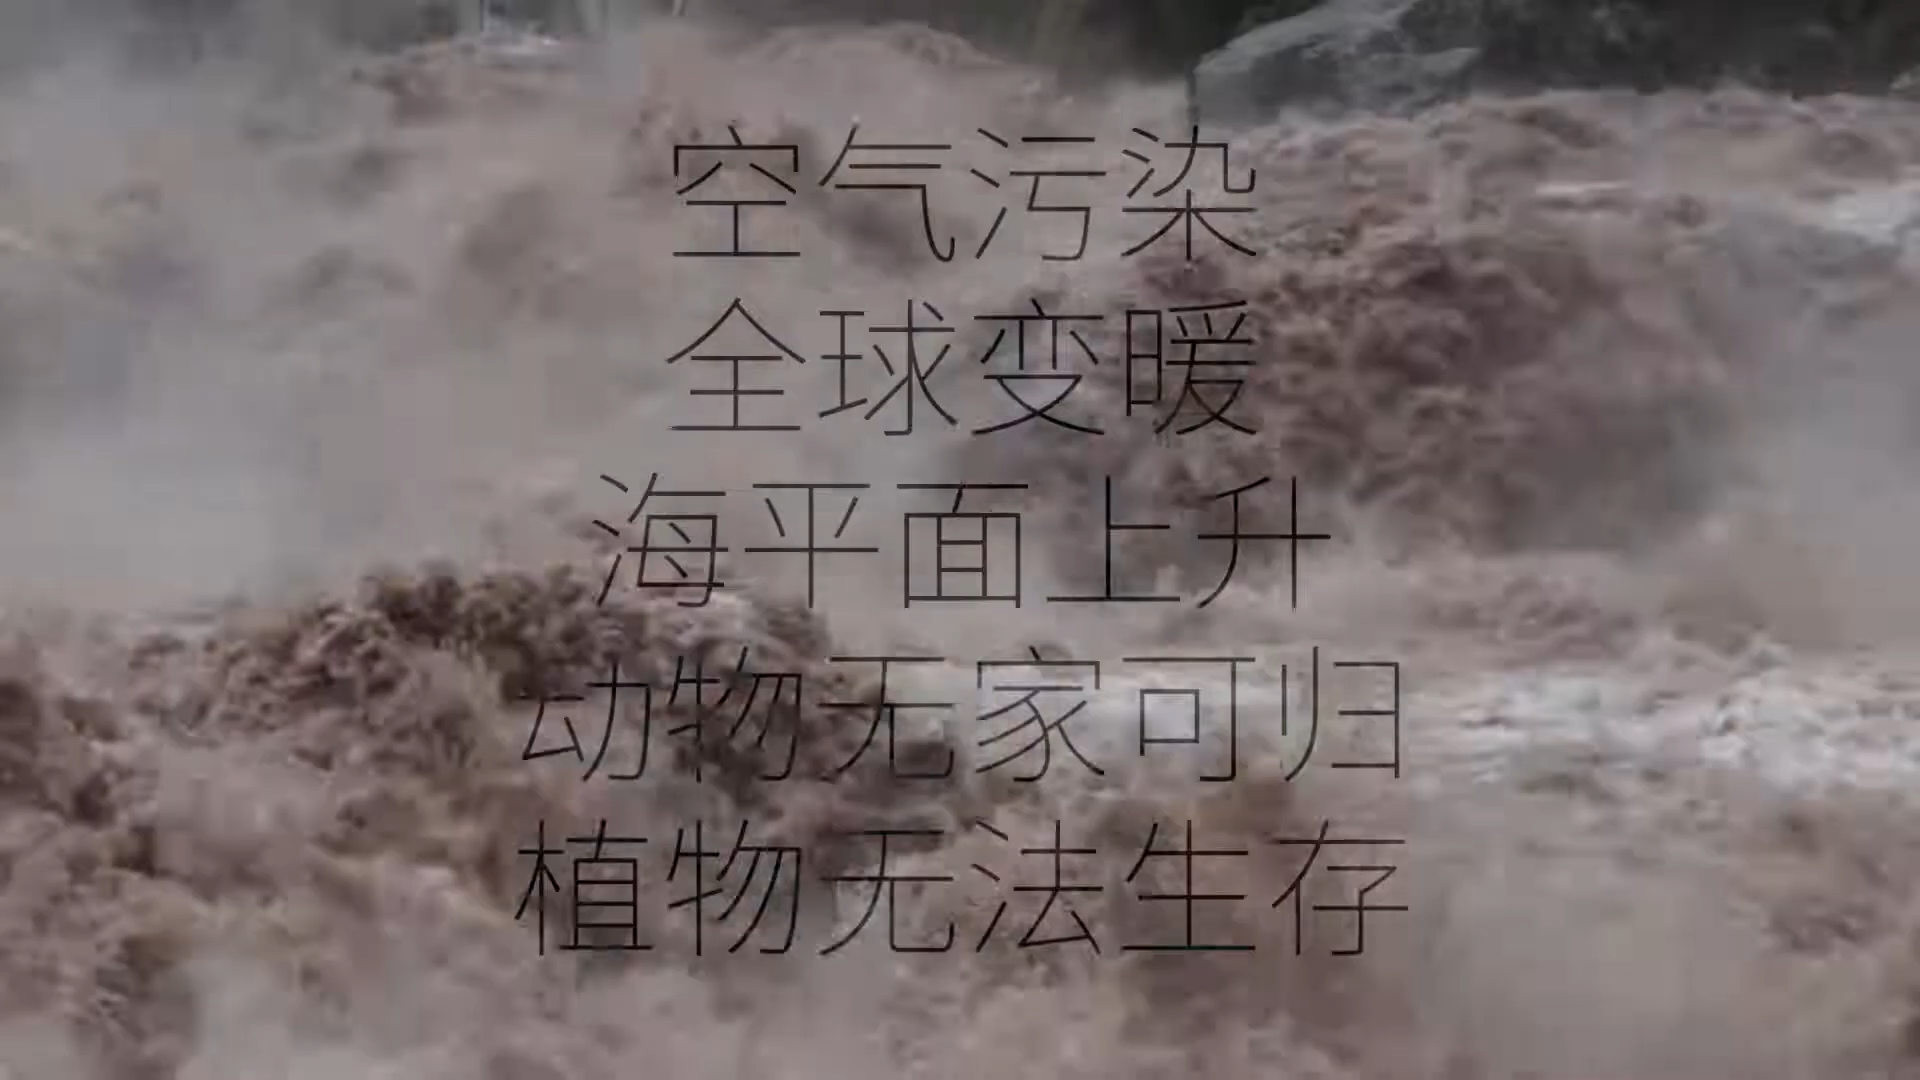 空气污染
全球变暖
海平面上升
动物无家可归
植物无法生存